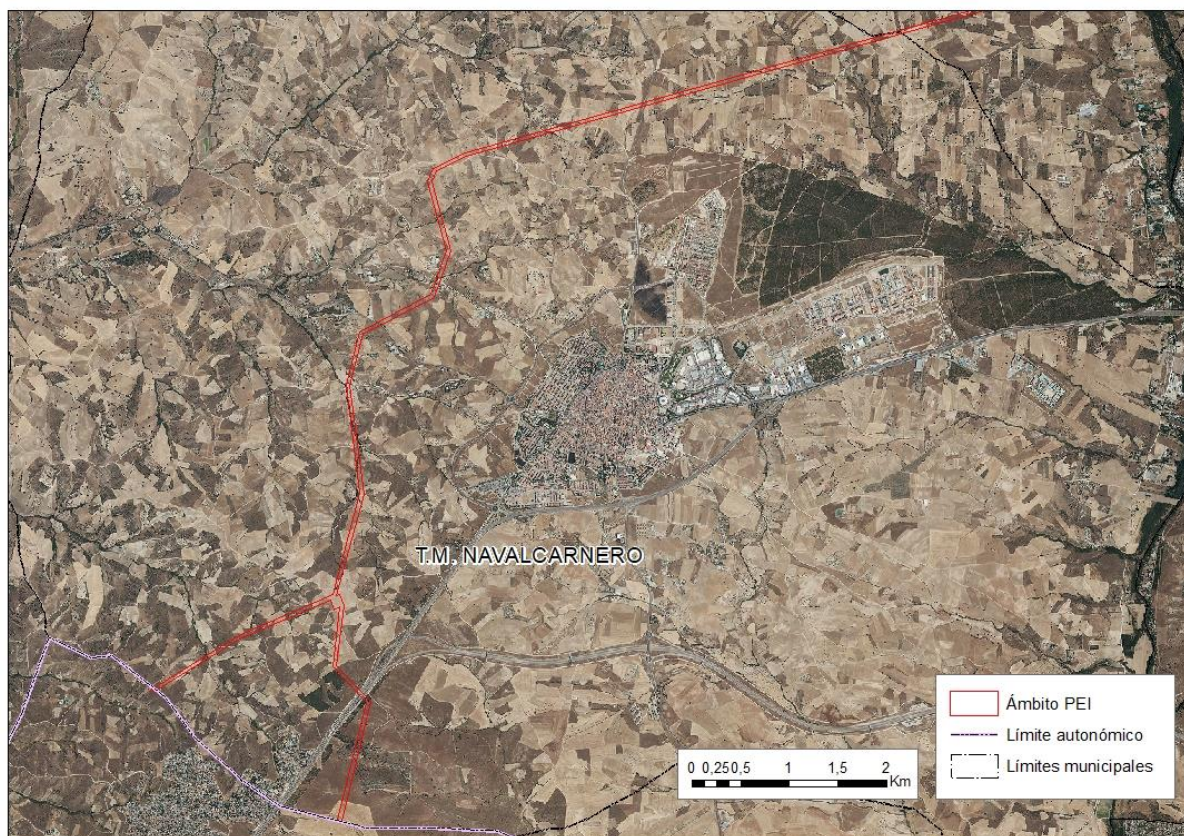 T.M. NAVALCARNERO
Ámbito PEI
Límite autonómico
Límites municipales
0 0,25 0,5 1 1,5 2
Km